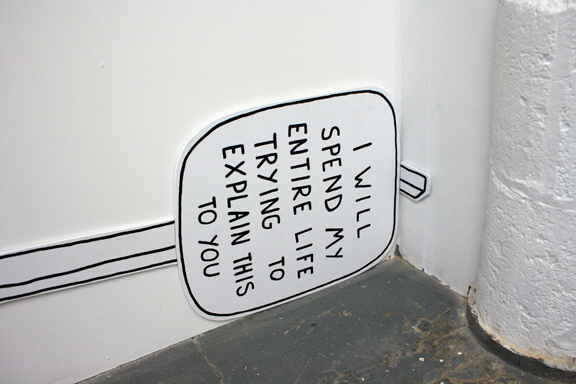 I WILL
SPEND MY
ENTIRE LIFE
TRYING TO
EXPLAIN THIS
TO YOU